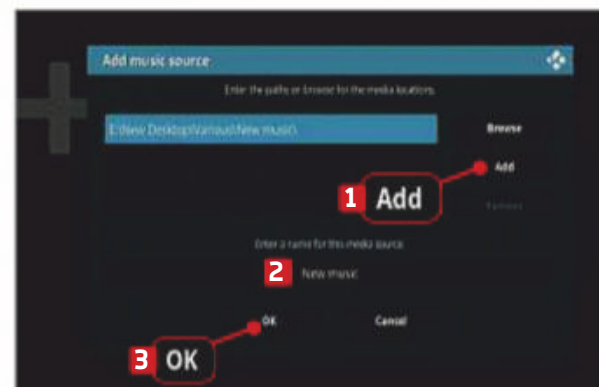 Add music source
Enter the paths or browse for the media locations.
E:\New Desktop\Various\New music\
Browse
Add
1 Add
Remove
Enter a name for this media source.
2 New music
OK
Cancel
3 OK